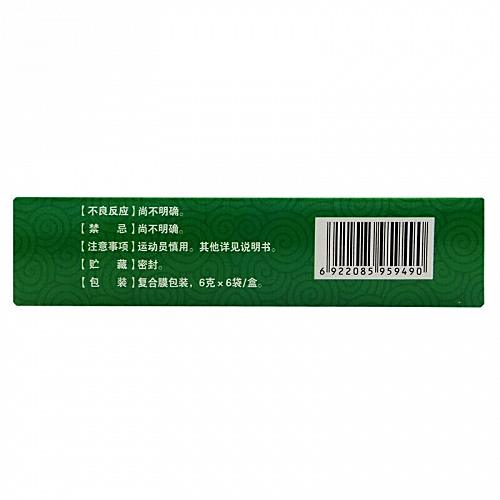 【不良反应】尚不明确。
【禁　　忌】尚不明确。
【注意事项】运动员慎用。其他详见说明书。
【贮　　藏】密封。
【包　　装】复合膜包装，6克×6袋/盒。
6 922085 959490